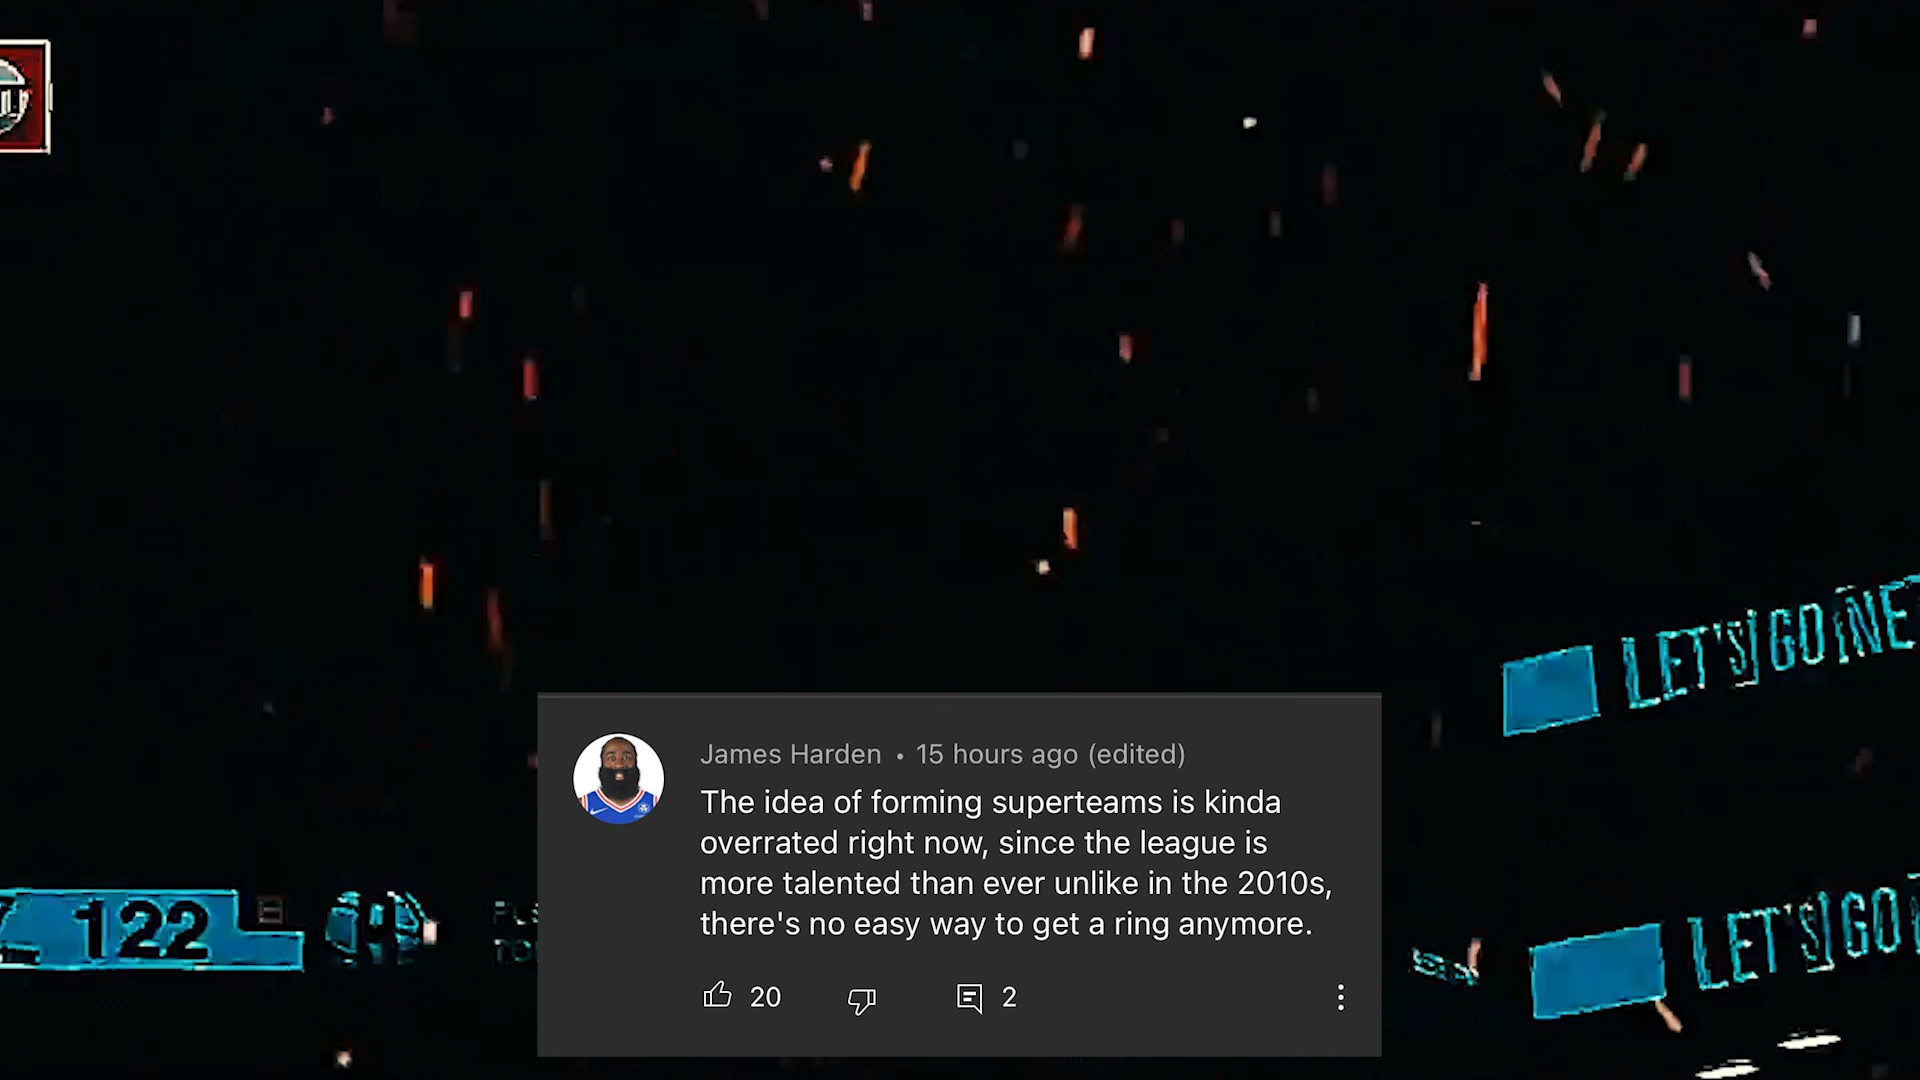 LET'S GO NE
James Harden • 15 hours ago (edited)
The idea of forming superteams is kinda
overrated right now, since the league is
more talented than ever unlike in the 2010s,
there's no easy way to get a ring anymore.
122
LET'S GO
20 2